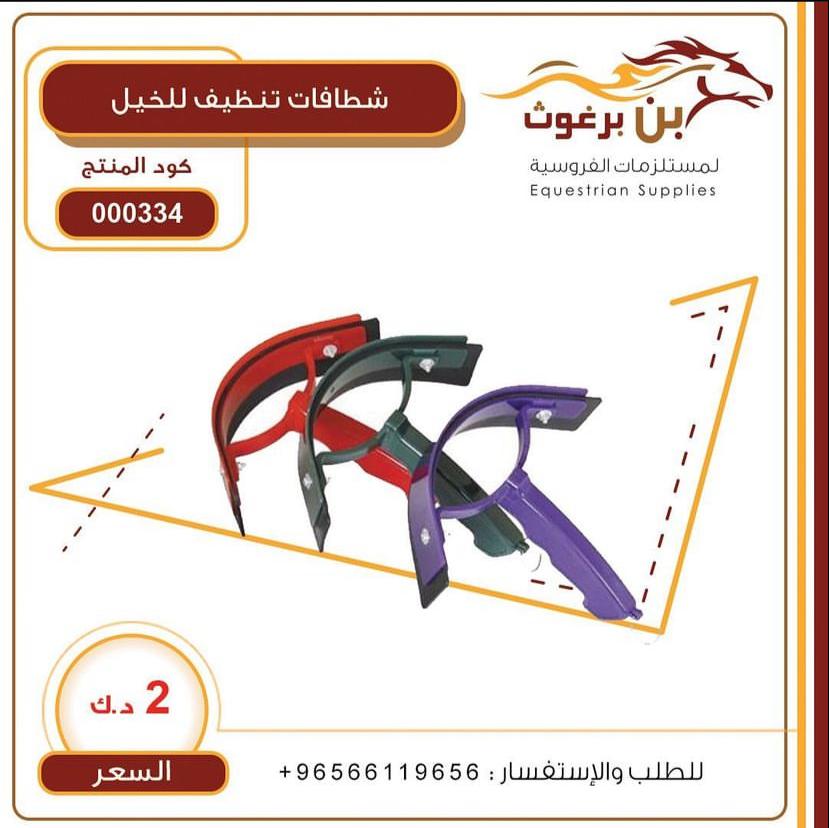 بن برغوث
لمستلزمات الفروسية
Equestrian Supplies
شطافات تنظيف للخيل
كود المنتج
000334
2 د.ك
السعر
للطلب والإستفسار : 96566119656+